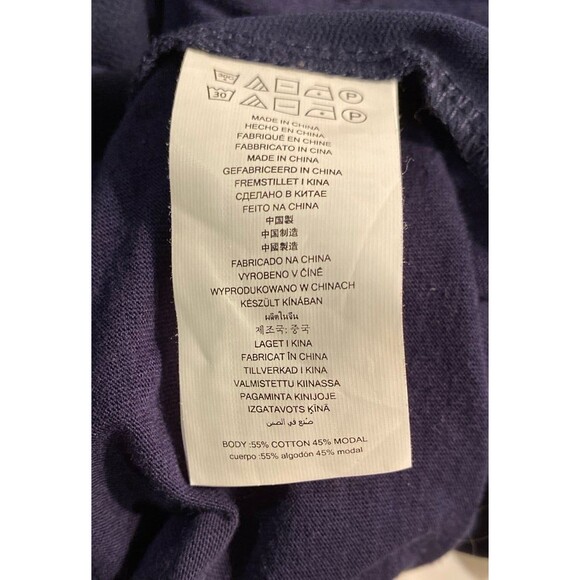 30
P
30
P
MADE IN CHINA
HECHO EN CHINE
FABRIQUÉ EN CHINE
FABBRICATO IN CINA
MADE IN CHINA
GEFABRICEERD IN CHINA
FREMSTILLET I KINA
СДЕЛАНО В КИТАЕ
FEITO NA CHINA
中国製
中国制造
中國製造
FABRICADO NA CHINA
VYROBENO V ČÍNĚ
WYPRODUKOWANO W CHINACH
KÉSZÜLT KÍNÁBAN
ผลิตในจีน
제조국: 중국
LAGET I KINA
FABRICAT ÎN CHINA
TILLVERKAD I KINA
VALMISTETTU KIINASSA
PAGAMINTA KINIJOJE
IZGATAVOTS ĶĪNĀ
صنع في الصين
BODY :55% COTTON 45% MODAL
cuerpo :55% algodón 45% modal